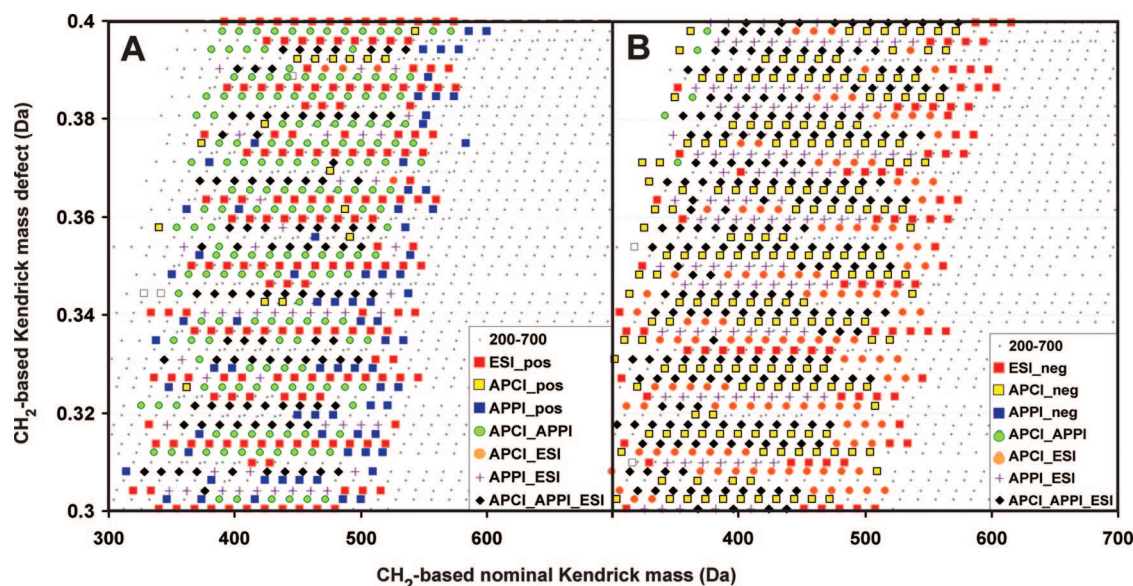 A
B
CH2-based Kendrick mass defect (Da)
0.4
0.38
0.36
0.34
0.32
0.3
200-700
ESI_pos
APCI_pos
APPI_pos
APCI_APPI
APCI_ESI
APPI_ESI
APCI_APPI_ESI
200-700
ESI_neg
APCI_neg
APPI_neg
APCI_APPI
APCI_ESI
APPI_ESI
APCI_APPI_ESI
300 400 500 600 400 500 600 700
CH2-based nominal Kendrick mass (Da)